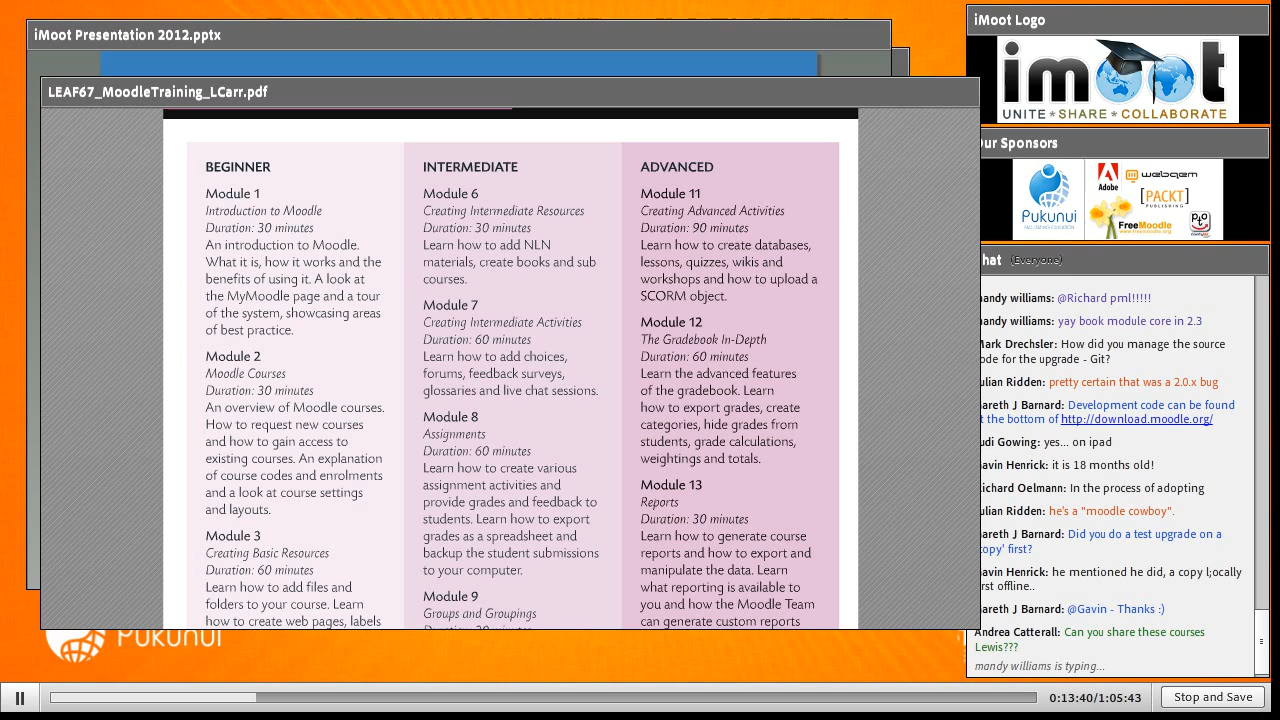 iMoot Presentation 2012.pptx
LEAF67_MoodleTraining_LCarr.pdf
BEGINNER
Module 1
Introduction to Moodle
Duration: 30 minutes
An introduction to Moodle.
What it is, how it works and the
benefits of using it. A look at
the MyMoodle page and a tour
of the system, showcasing areas
of best practice.
Module 2
Moodle Courses
Duration: 30 minutes
An overview of Moodle courses.
How to request new courses
and how to gain access to
existing courses. An explanation
of course codes and enrolments
and a look at course settings
and layouts.
Module 3
Creating Basic Resources
Duration: 60 minutes
Learn how to add files and
folders to your course. Learn
how to create web pages, labels
INTERMEDIATE
Module 6
Creating Intermediate Resources
Duration: 30 minutes
Learn how to add NLN
materials, create books and sub
courses.
Module 7
Creating Intermediate Activities
Duration: 60 minutes
Learn how to add choices,
forums, feedback surveys,
glossaries and live chat sessions.
Module 8
Assignments
Duration: 60 minutes
Learn how to create various
assignment activities and
provide grades and feedback to
students. Learn how to export
grades as a spreadsheet and
backup the student submissions
to your computer.
Module 9
Groups and Groupings
ADVANCED
Module 11
Creating Advanced Activities
Duration: 90 minutes
Learn how to create databases,
lessons, quizzes, wikis and
workshops and how to upload a
SCORM object.
Module 12
The Gradebook In-Depth
Duration: 60 minutes
Learn the advanced features
of the gradebook. Learn
how to export grades, create
categories, hide grades from
students, grade calculations,
weightings and totals.
Module 13
Reports
Duration: 30 minutes
Learn how to generate course
reports and how to export and
manipulate the data. Learn
what reporting is available to
you and how the Moodle Team
can generate custom reports
Pukunui
iMoot Logo
imoot
UNITE * SHARE * COLLABORATE
Our Sponsors
Pukunui
Adobe
webqem
[PACKT]
PUBLISHING
FreeMoodle
hat (Everyone)
andy williams: @Richard pml!!!!!
andy williams: yay book module core in 2.3
Mark Drechsler: How did you manage the source
ode for the upgrade - Git?
ulian Ridden: pretty certain that was a 2.0.x bug
areth J Barnard: Development code can be found
t the bottom of http://download.moodle.org/
udi Gowing: yes... on ipad
avin Henrick: it is 18 months old!
ichard Oelmann: In the process of adopting
ulian Ridden: he's a "moodle cowboy".
areth J Barnard: Did you do a test upgrade on a
copy' first?
avin Henrick: he mentioned he did, a copy l;ocally
rst offline..
areth J Barnard: @Gavin - Thanks :)
Andrea Catterall: Can you share these courses
Lewis???
mandy williams is typing...
0:13:40/1:05:43
Stop and Save